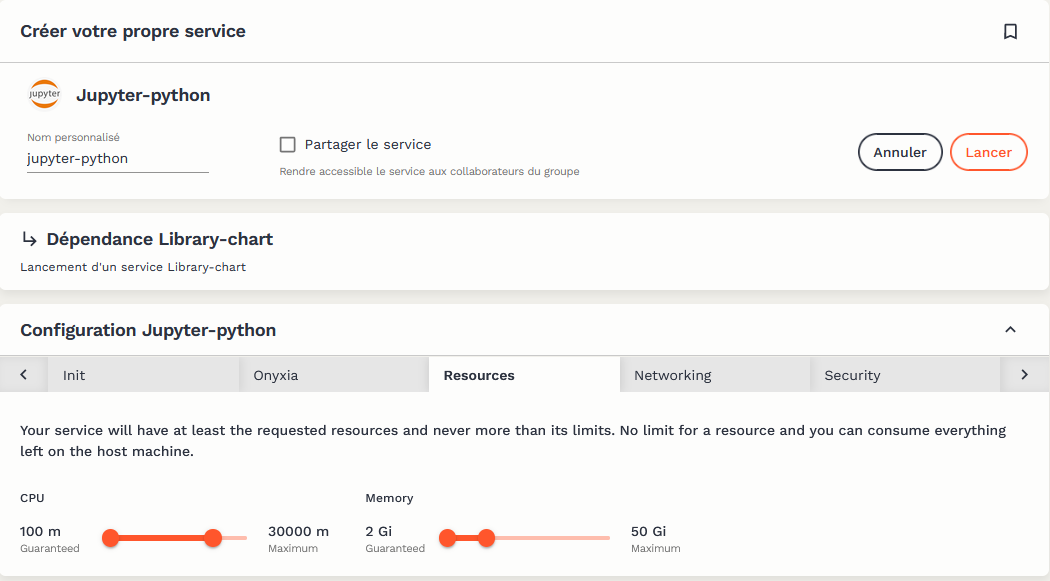 Créer votre propre service
jupyter
Jupyter-python
Nom personnalisé
jupyter-python
Partager le service
Rendre accessible le service aux collaborateurs du groupe
Annuler
Lancer
Dépendance Library-chart
Lancement d'un service Library-chart
Configuration Jupyter-python
Init
Onyxia
Resources
Networking
Security
Your service will have at least the requested resources and never more than its limits. No limit for a resource and you can consume everything
left on the host machine.
CPU
100 m
Guaranteed
30000 m
Maximum
Memory
2 Gi
Guaranteed
50 Gi
Maximum